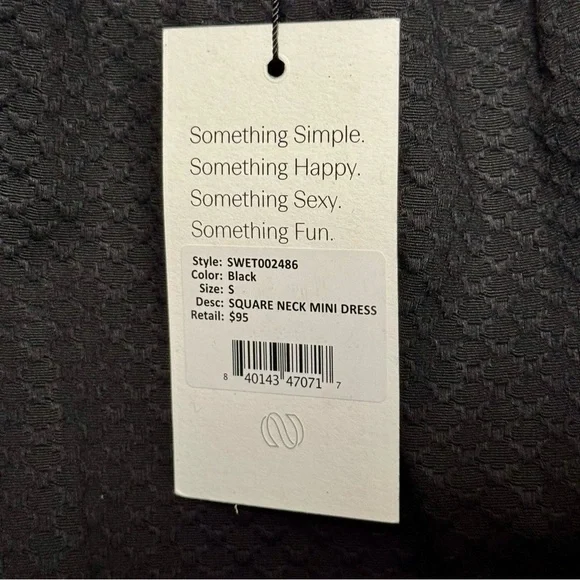 Something Simple.
Something Happy.
Something Sexy.
Something Fun.
Style: SWET002486
Color: Black
Size: S
Desc: SQUARE NECK MINI DRESS
Retail: $95
8 40143 47071 7